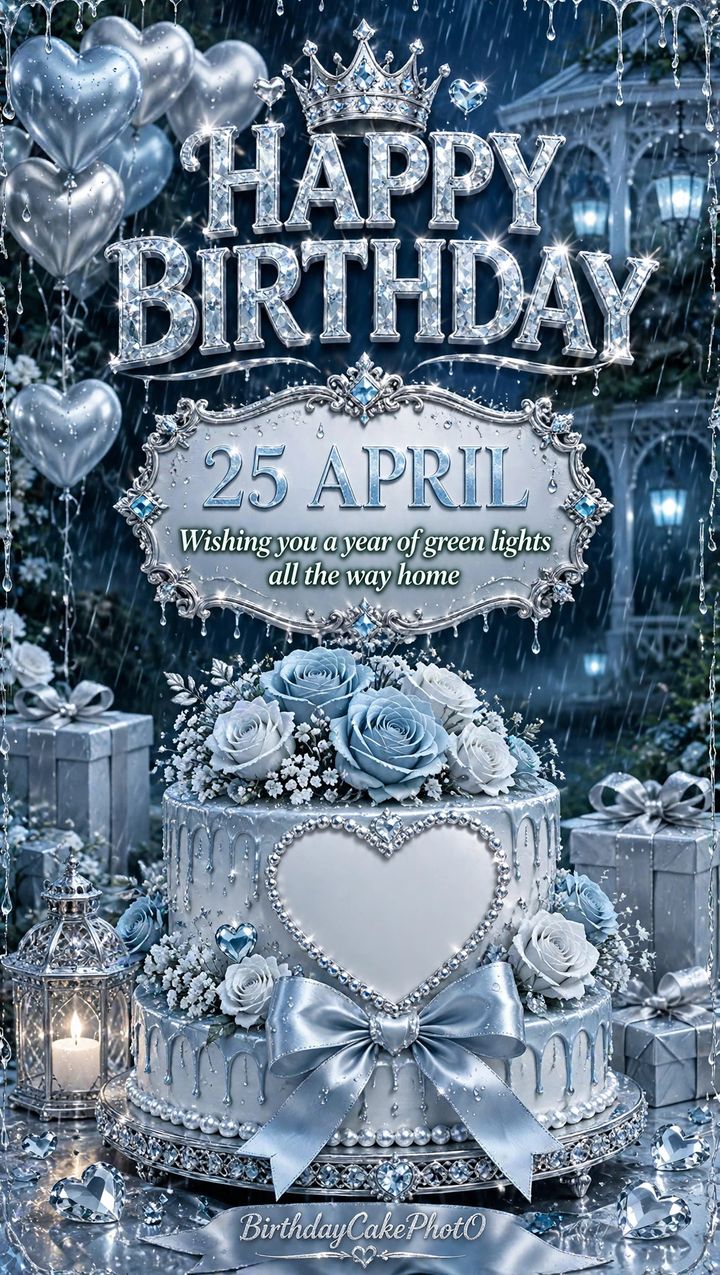 HAPPY
BIRTHDAY
25 APRIL
Wishing you a year of green lights
all the way home
BirthdayCakePhotO